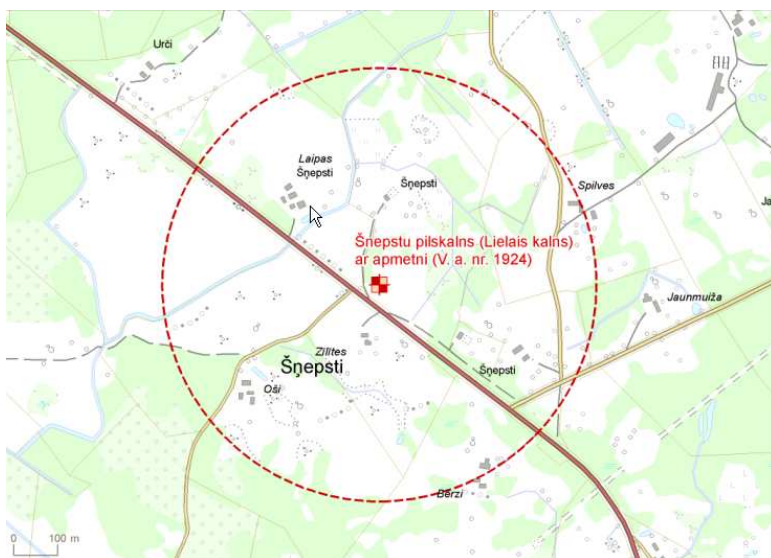 Urči
Laipas
Šņepsti
Šņepsti
Spilves
Ja
Šņepstu pilskalns (Lielais kalns)
ar apmetni (V. a. nr. 1924)
Jaunmuiža
Zīlītes
Šņepsti
Šņepsti
Oši
Bērzi
0 100 m